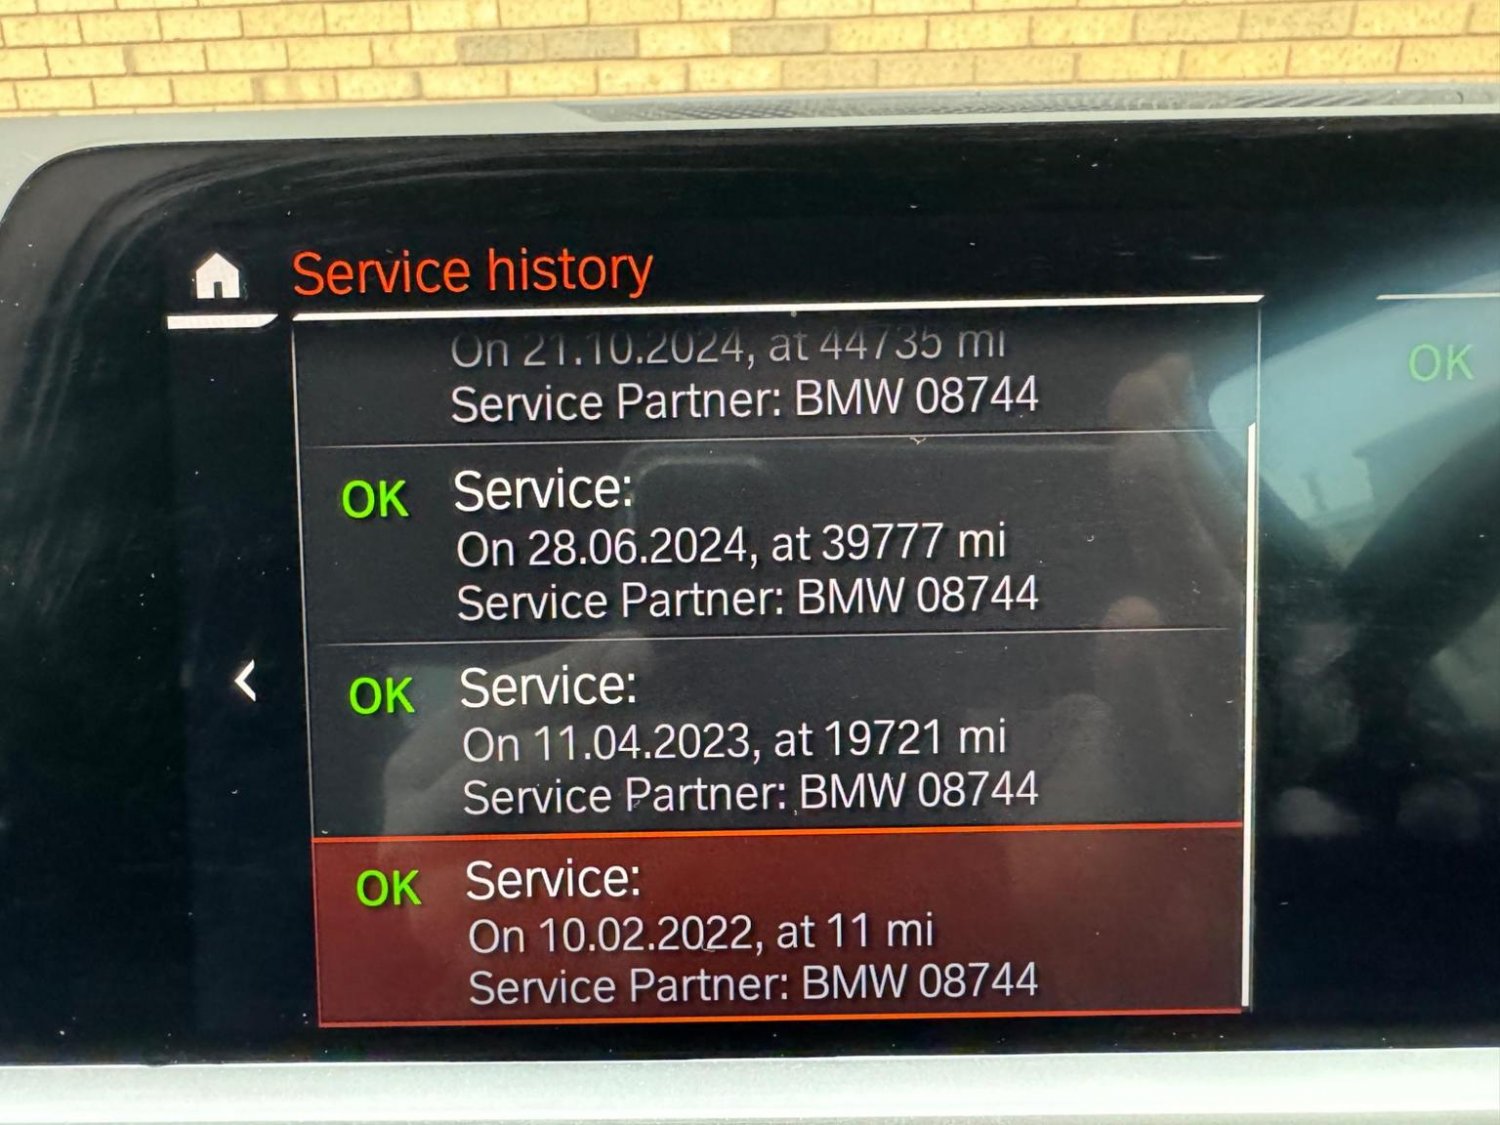 Service history
On 21.10.2024, at 44735 mi
Service Partner: BMW 08744
OK
Service:
On 28.06.2024, at 39777 mi
Service Partner: BMW 08744
OK
Service:
On 11.04.2023, at 19721 mi
Service Partner: BMW 08744
OK
Service:
On 10.02.2022, at 11 mi
Service Partner: BMW 08744
OK